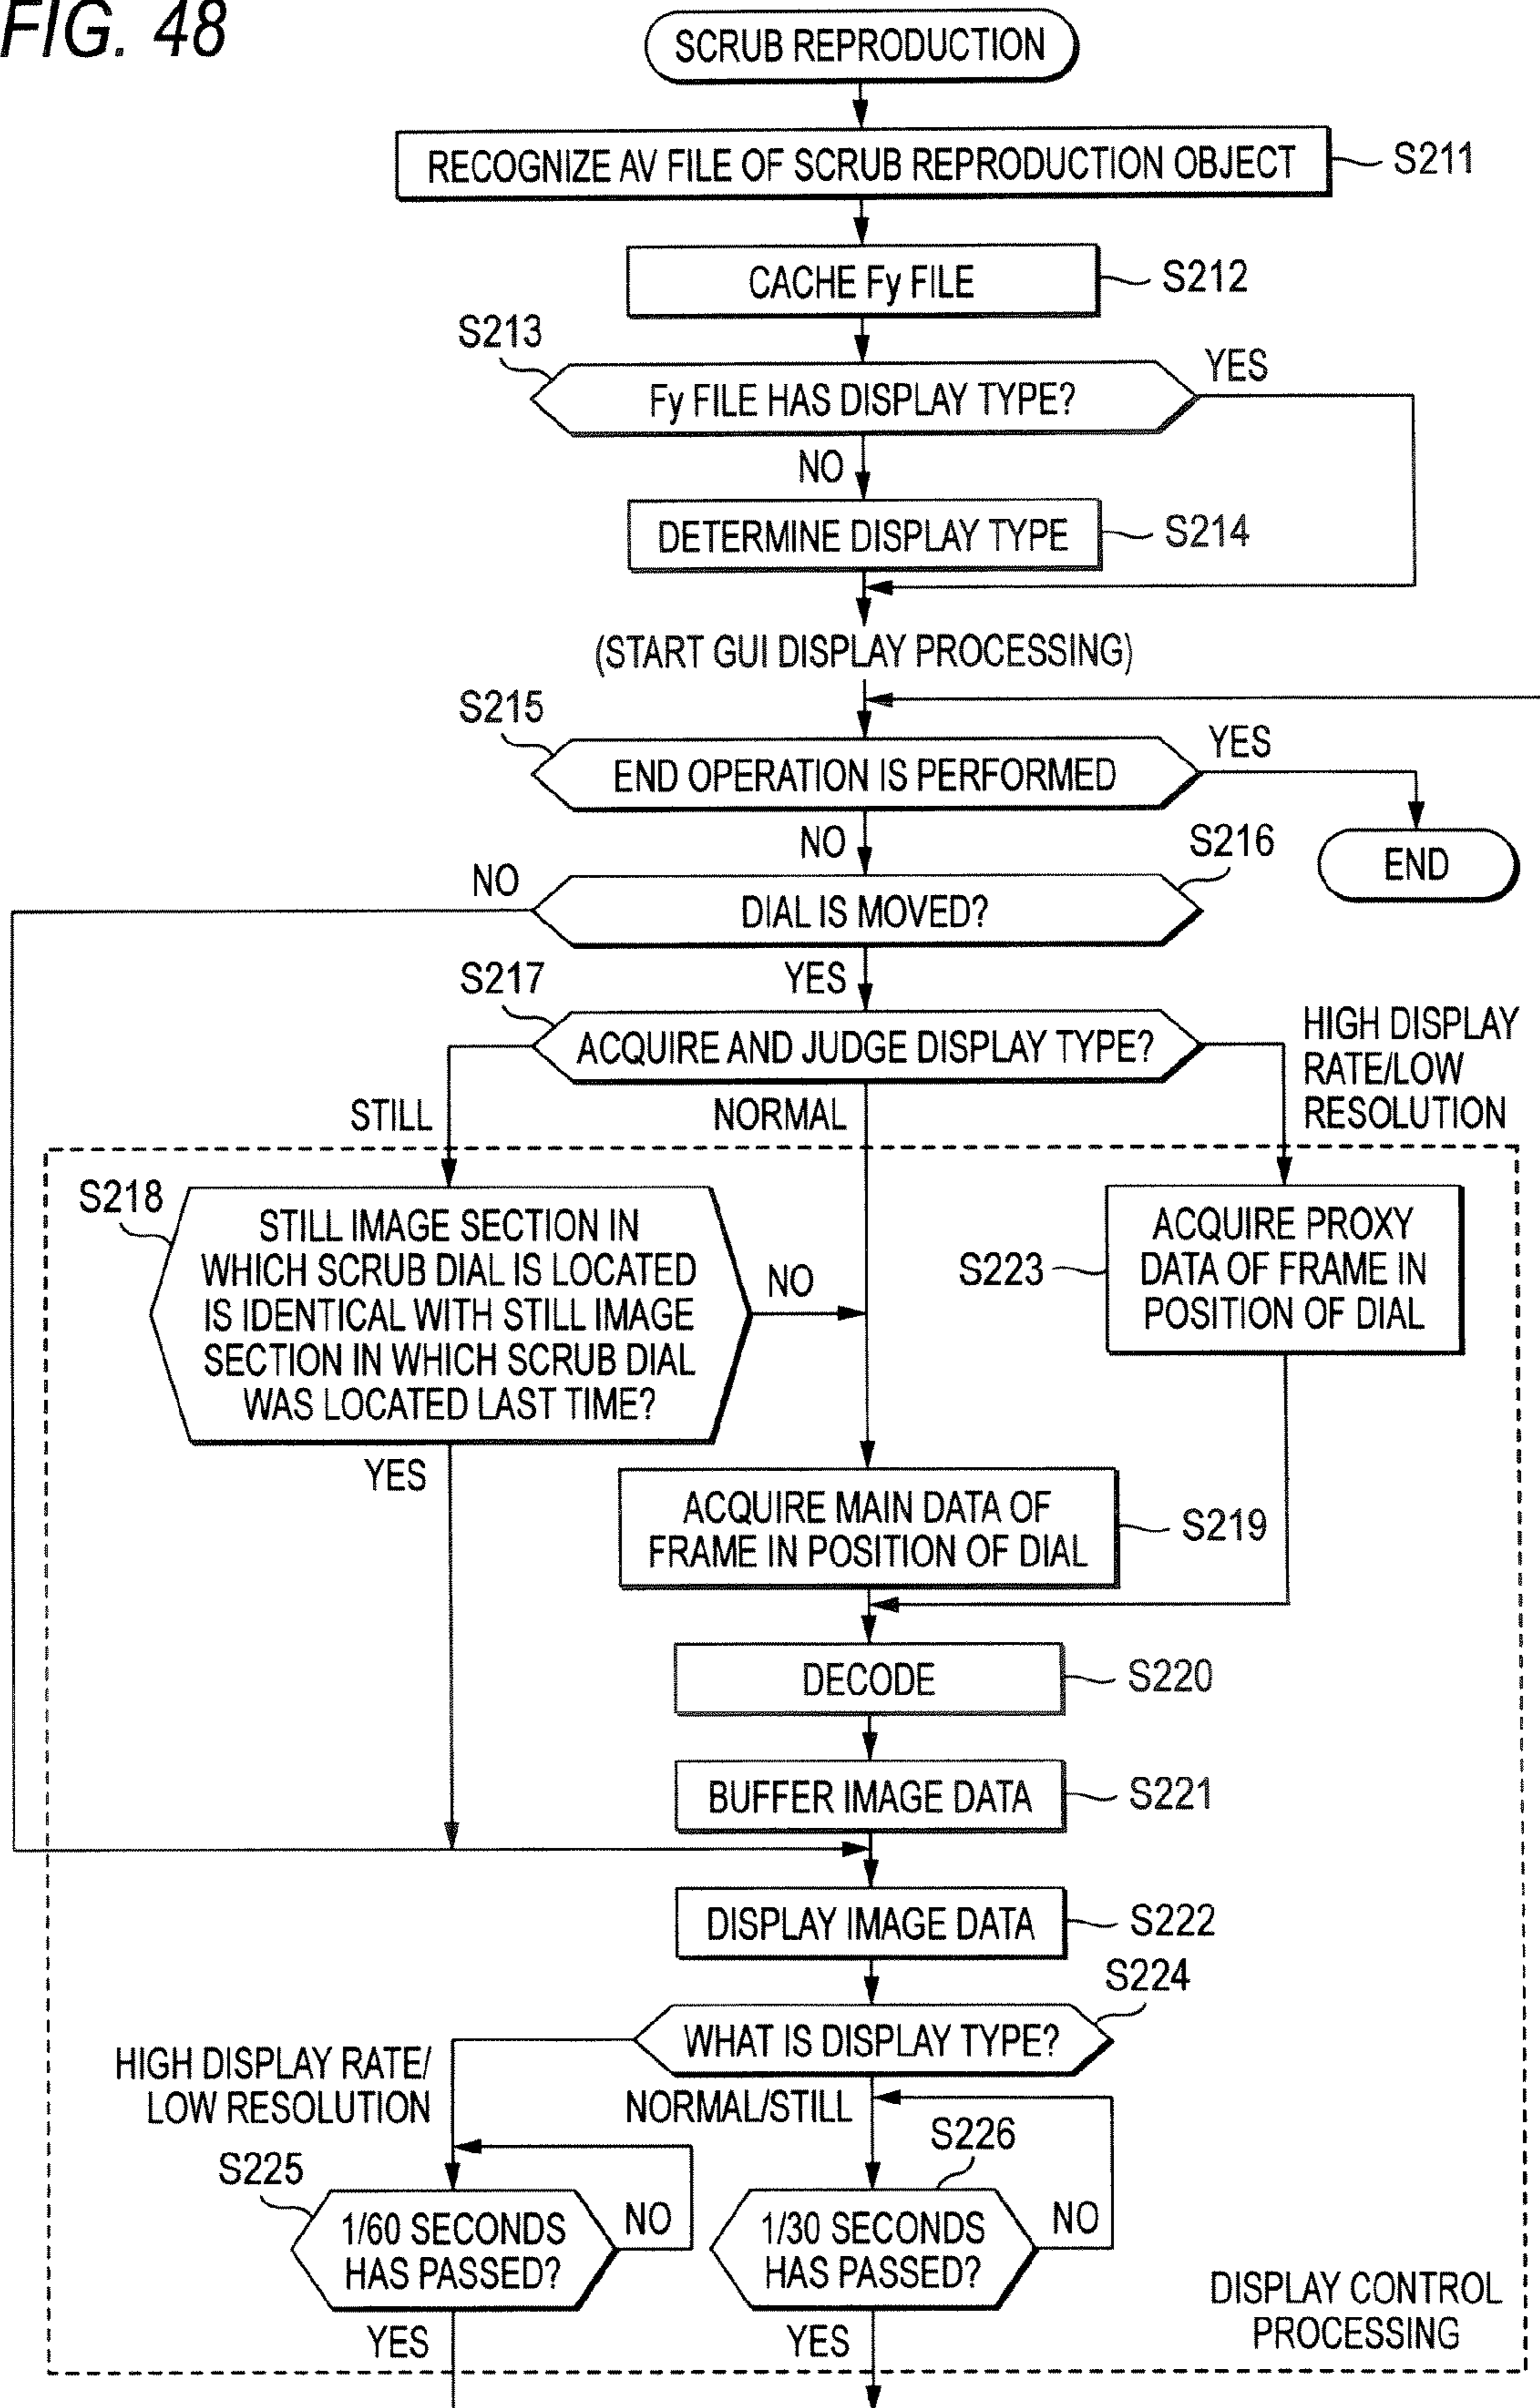 FIG. 48
SCRUB REPRODUCTION
RECOGNIZE AV FILE OF SCRUB REPRODUCTION OBJECT
S211
CACHE Fy FILE
S212
S213
Fy FILE HAS DISPLAY TYPE?
YES
NO
DETERMINE DISPLAY TYPE
S214
(START GUI DISPLAY PROCESSING)
S215
END OPERATION IS PERFORMED
YES
NO
END
S216
NO
DIAL IS MOVED?
YES
S217
ACQUIRE AND JUDGE DISPLAY TYPE?
HIGH DISPLAY
RATE/LOW
RESOLUTION
STILL
NORMAL
S218
STILL IMAGE SECTION IN
WHICH SCRUB DIAL IS LOCATED
IS IDENTICAL WITH STILL IMAGE
SECTION IN WHICH SCRUB DIAL
WAS LOCATED LAST TIME?
NO
YES
S223
ACQUIRE PROXY
DATA OF FRAME IN
POSITION OF DIAL
ACQUIRE MAIN DATA OF
FRAME IN POSITION OF DIAL
S219
DECODE
S220
BUFFER IMAGE DATA
S221
DISPLAY IMAGE DATA
S222
S224
WHAT IS DISPLAY TYPE?
HIGH DISPLAY RATE/
LOW RESOLUTION
NORMAL/STILL
S225
1/60 SECONDS
HAS PASSED?
NO
YES
S226
1/30 SECONDS
HAS PASSED?
NO
YES
DISPLAY CONTROL
PROCESSING